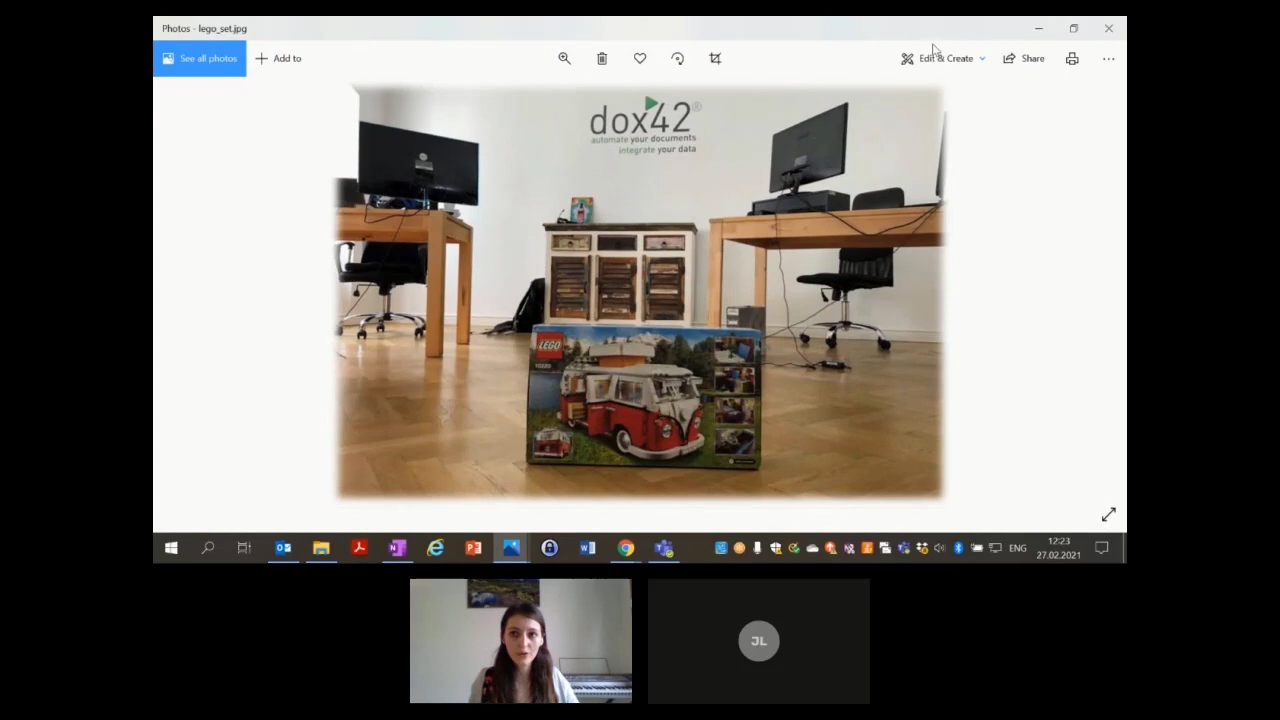 Photos - lego_set.jpg
See all photos
Add to
Edit & Create
Share
dox42®
automate your documents
integrate your data
LEGO
ENG
12:23
27.02.2021
JL